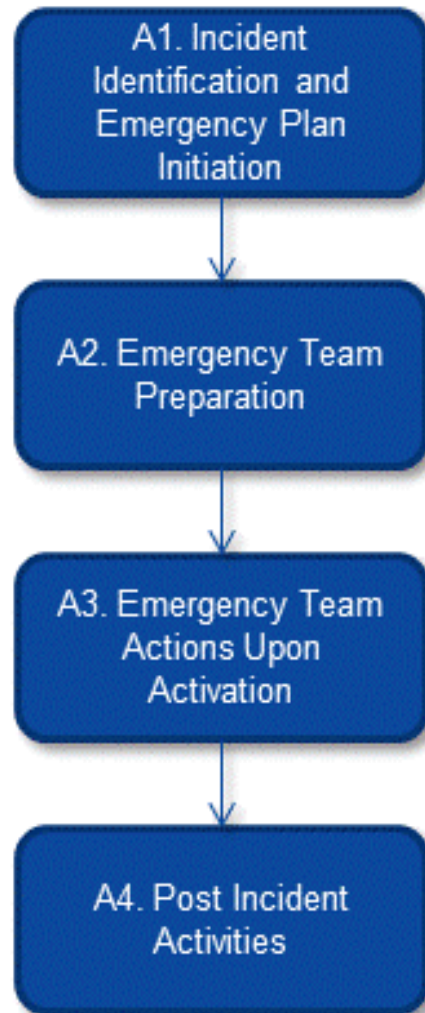 A1. Incident
Identification and
Emergency Plan
Initiation
A2. Emergency Team
Preparation
A3. Emergency Team
Actions Upon
Activation
A4. Post Incident
Activities